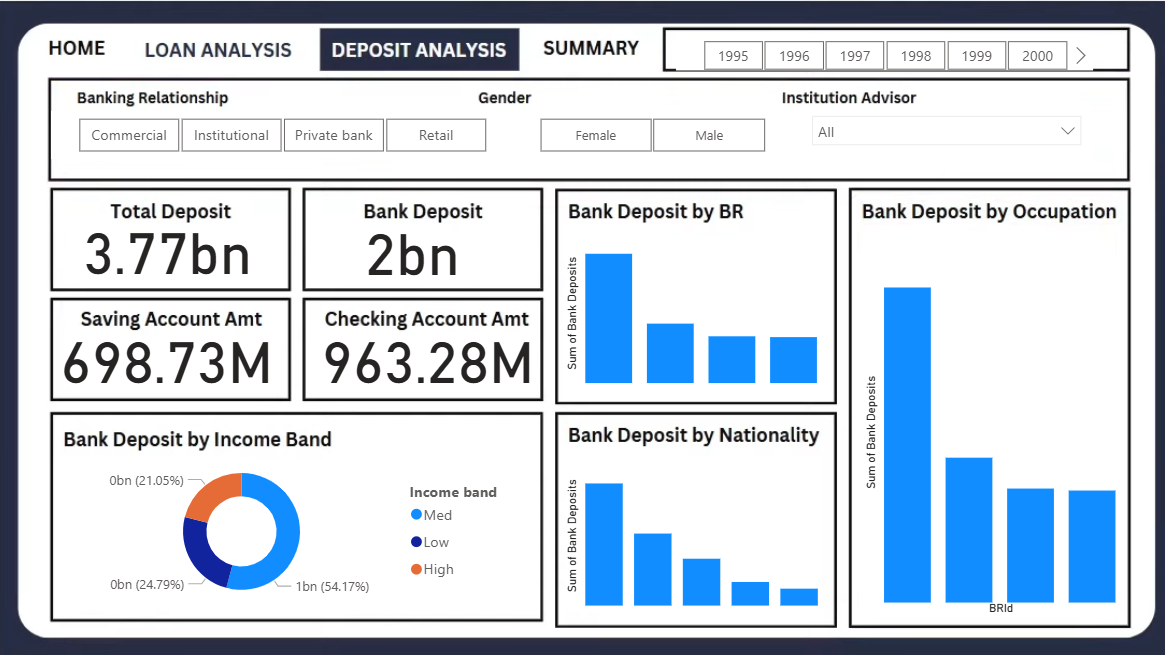 HOME
LOAN ANALYSIS
DEPOSIT ANALYSIS
SUMMARY
1995 1996 1997 1998 1999 2000
Banking Relationship
Commercial Institutional Private bank Retail
Gender
Female Male
Institution Advisor
All
Total Deposit
3.77bn
Bank Deposit
2bn
Saving Account Amt
698.73M
Checking Account Amt
963.28M
Bank Deposit by Income Band
0bn (21.05%)
0bn (24.79%)
1bn (54.17%)
Income band
Med
Low
High
Bank Deposit by BR
Sum of Bank Deposits
Bank Deposit by Nationality
Sum of Bank Deposits
Bank Deposit by Occupation
Sum of Bank Deposits
BRId